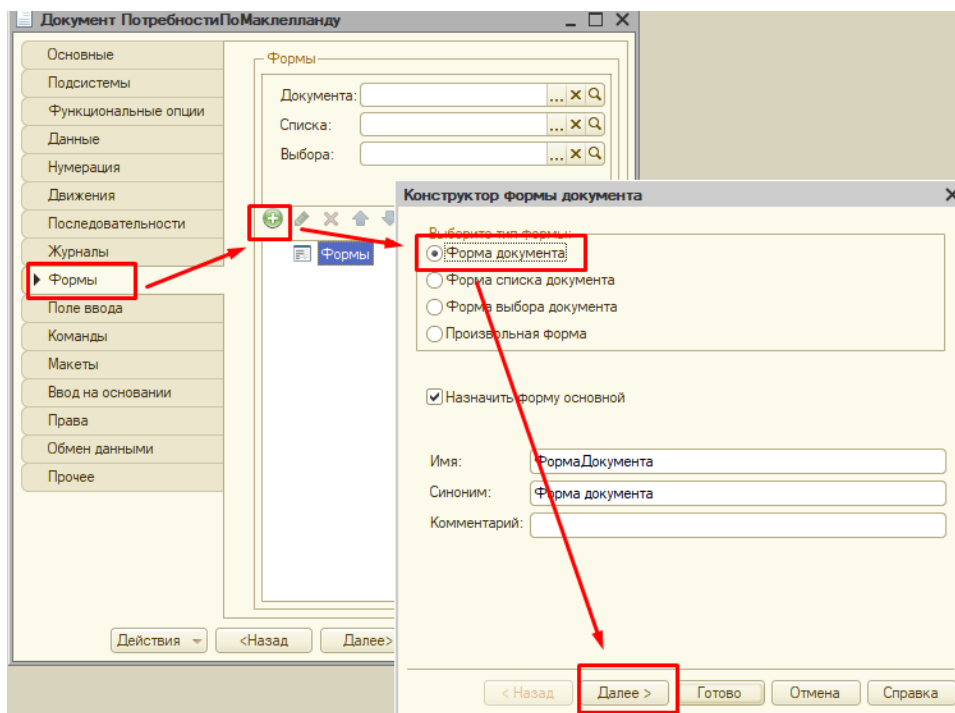 Документ ПотребностиПоМаклелланду
Основные
Подсистемы
Функциональные опции
Данные
Нумерация
Движения
Последовательности
Журналы
Формы
Поле ввода
Команды
Макеты
Ввод на основании
Права
Обмен данными
Прочее
Формы
Документа:
Списка:
Выбора:
Формы
Действия
<Назад
Далее>
Конструктор формы документа
Выберите тип формы:
Форма документа
Форма списка документа
Форма выбора документа
Произвольная форма
Назначить форму основной
Имя: ФормаДокумента
Синоним: Форма документа
Комментарий:
< Назад Далее > Готово Отмена Справка